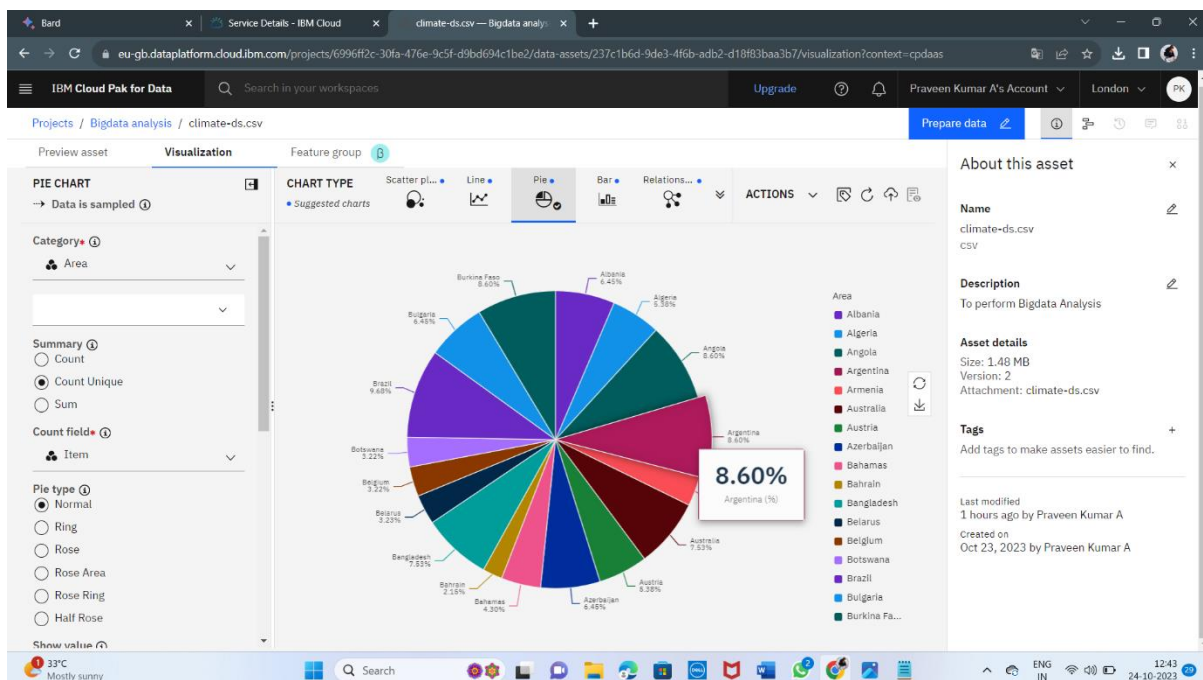 Bard
Service Details - IBM Cloud
climate-ds.csv — Bigdata analys
eu-gb.dataplatform.cloud.ibm.com/projects/6996ff2c-30fa-476e-9c5f-d9bd694c1be2/data-assets/237c1b6d-9de3-4f6b-adb2-d18f83baa3b7/visualization?context=cpdaas
IBM Cloud Pak for Data
Search in your workspaces
Upgrade
Praveen Kumar A's Account
London
PK
Projects / Bigdata analysis / climate-ds.csv
Prepare data
Preview asset
Visualization
Feature group β
PIE CHART
Data is sampled
Category*
Area
Summary
Count
Count Unique
Sum
Count field*
Item
Pie type
Normal
Ring
Rose
Rose Area
Rose Ring
Half Rose
Show value
CHART TYPE
Suggested charts
Scatter pl...
Line
Pie
Bar
Relations...
ACTIONS
Albania
6.45%
Algeria
5.38%
Angola
8.60%
Argentina
8.60%
8.60%
Argentina (%)
Australia
7.53%
Austria
5.38%
Azerbaijan
6.45%
Bahamas
4.30%
Bahrain
2.15%
Bangladesh
7.53%
Belarus
3.23%
Belgium
3.22%
Botswana
3.22%
Brazil
9.68%
Bulgaria
6.45%
Burkina Faso
8.60%
Area
Albania
Algeria
Angola
Argentina
Armenia
Australia
Austria
Azerbaijan
Bahamas
Bahrain
Bangladesh
Belarus
Belgium
Botswana
Brazil
Bulgaria
Burkina Fa...
About this asset
Name
climate-ds.csv
CSV
Description
To perform Bigdata Analysis
Asset details
Size: 1.48 MB
Version: 2
Attachment: climate-ds.csv
Tags
Add tags to make assets easier to find.
Last modified
1 hours ago by Praveen Kumar A
Created on
Oct 23, 2023 by Praveen Kumar A
1
33°C
Mostly sunny
Search
DELL
2
ENG
IN
12:43
24-10-2023
29